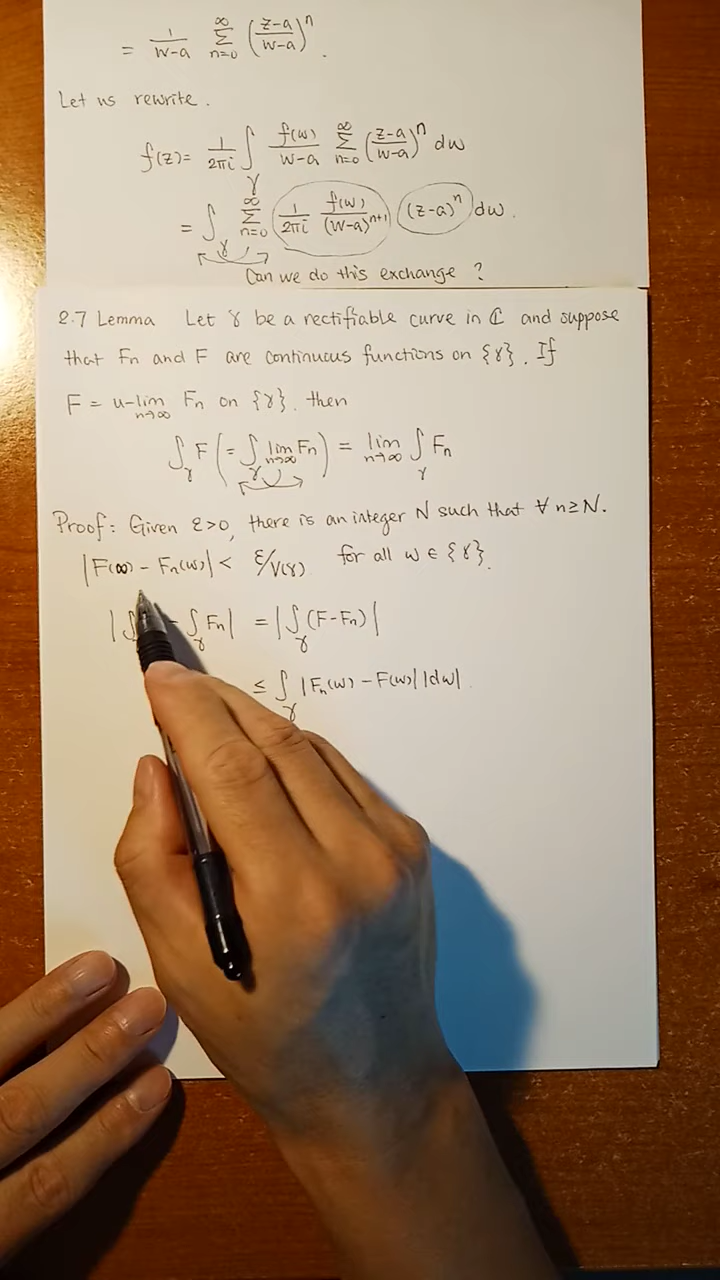 = 1/(w-a) ∑_{n=0}^{∞} ((z-a)/(w-a))^n.
Let us rewrite.
f(z) = 1/(2πi) ∫_γ f(w)/(w-a) ∑_{n=0}^{∞} ((z-a)/(w-a))^n dw
= ∫_γ ∑_{n=0}^{∞} (1/(2πi) f(w)/(w-a)^{n+1}) (z-a)^n dw.
Can we do this exchange?
2.7 Lemma Let γ be a rectifiable curve in ℂ and suppose
that Fn and F are continuous functions on {γ}. If
F = u-lim_{n→∞} Fn on {γ}, then
∫_γ F (= ∫_γ lim_{n→∞} Fn) = lim_{n→∞} ∫_γ Fn
Proof: Given ε>0, there is an integer N such that ∀ n≥N.
|F(∞) - Fn(w)| < ε/V(γ) for all w ∈ {γ}.
|∫ - ∫_γ Fn| = |∫_γ (F-Fn)|
≤ ∫_γ |Fn(w) - F(w)| |dw|.